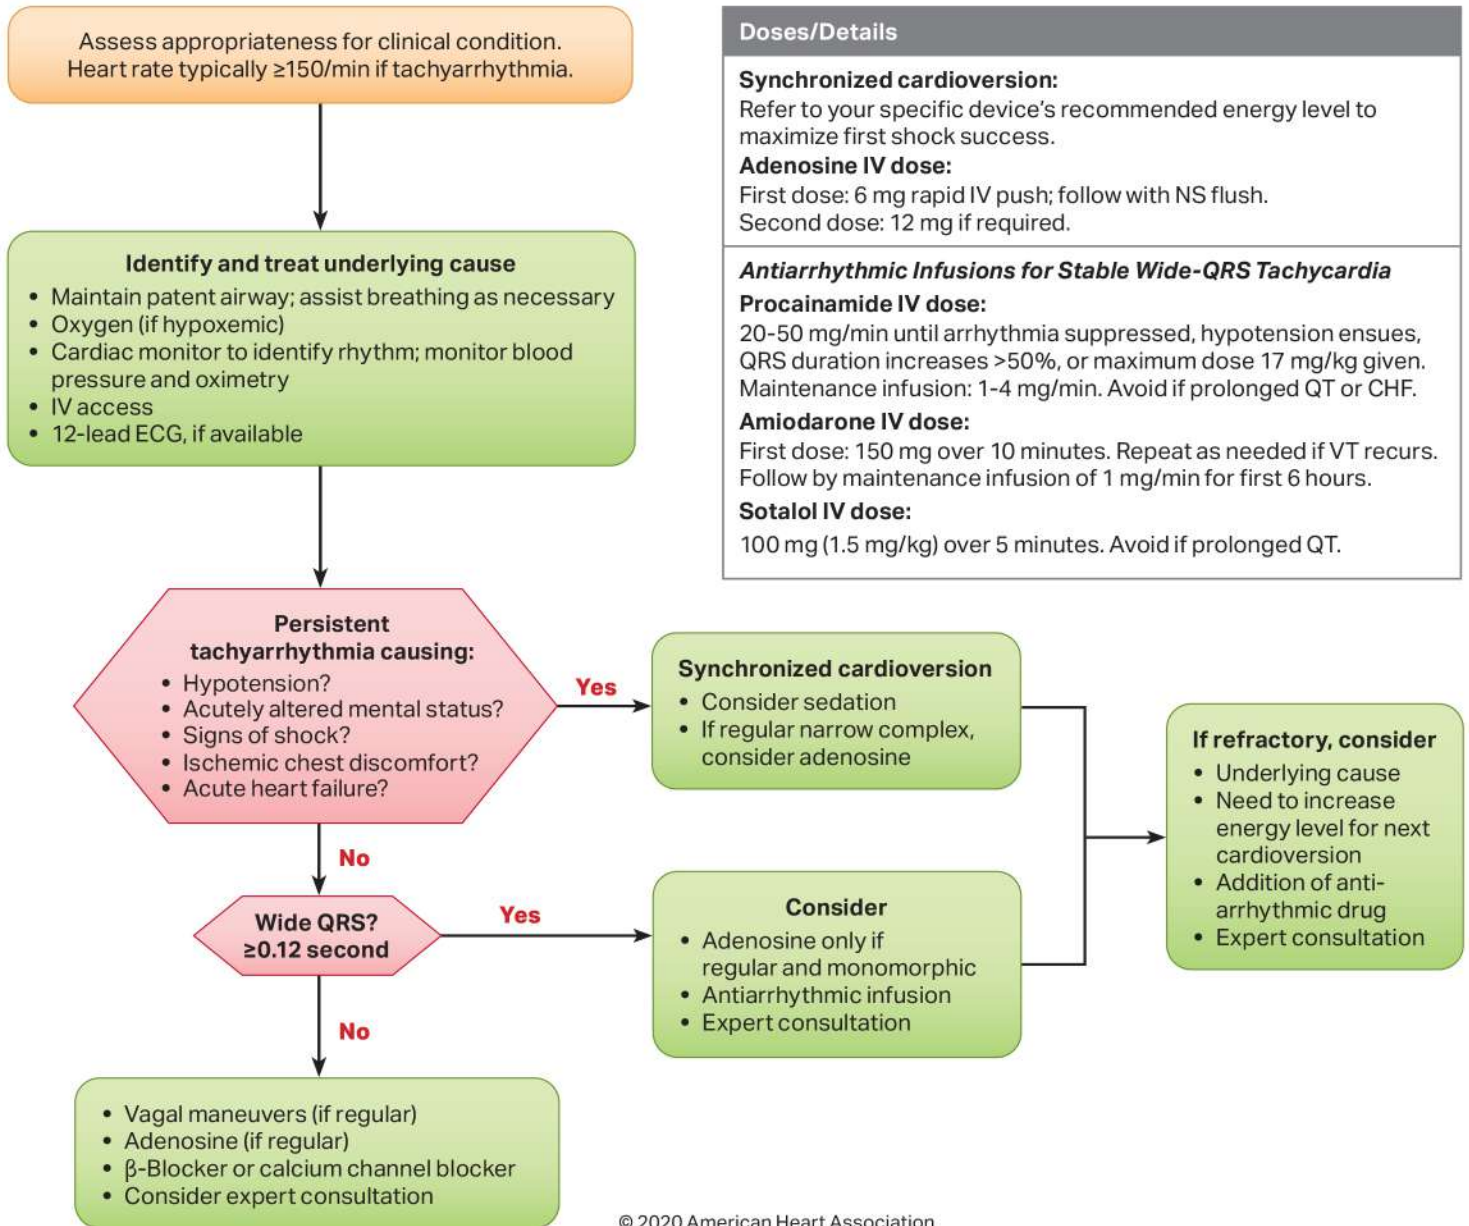 Assess appropriateness for clinical condition.
Heart rate typically ≥150/min if tachyarrhythmia.
Identify and treat underlying cause
• Maintain patent airway; assist breathing as necessary
• Oxygen (if hypoxemic)
• Cardiac monitor to identify rhythm; monitor blood
pressure and oximetry
• IV access
• 12-lead ECG, if available
Persistent
tachyarrhythmia causing:
• Hypotension?
• Acutely altered mental status?
• Signs of shock?
• Ischemic chest discomfort?
• Acute heart failure?
Yes
Synchronized cardioversion
• Consider sedation
• If regular narrow complex,
consider adenosine
No
Wide QRS?
≥0.12 second
Yes
Consider
• Adenosine only if
regular and monomorphic
• Antiarrhythmic infusion
• Expert consultation
If refractory, consider
• Underlying cause
• Need to increase
energy level for next
cardioversion
• Addition of anti-
arrhythmic drug
• Expert consultation
No
• Vagal maneuvers (if regular)
• Adenosine (if regular)
• β-Blocker or calcium channel blocker
• Consider expert consultation
Doses/Details
Synchronized cardioversion:
Refer to your specific device's recommended energy level to
maximize first shock success.
Adenosine IV dose:
First dose: 6 mg rapid IV push; follow with NS flush.
Second dose: 12 mg if required.
Antiarrhythmic Infusions for Stable Wide-QRS Tachycardia
Procainamide IV dose:
20-50 mg/min until arrhythmia suppressed, hypotension ensues,
QRS duration increases >50%, or maximum dose 17 mg/kg given.
Maintenance infusion: 1-4 mg/min. Avoid if prolonged QT or CHF.
Amiodarone IV dose:
First dose: 150 mg over 10 minutes. Repeat as needed if VT recurs.
Follow by maintenance infusion of 1 mg/min for first 6 hours.
Sotalol IV dose:
100 mg (1.5 mg/kg) over 5 minutes. Avoid if prolonged QT.
© 2020 American Heart Association